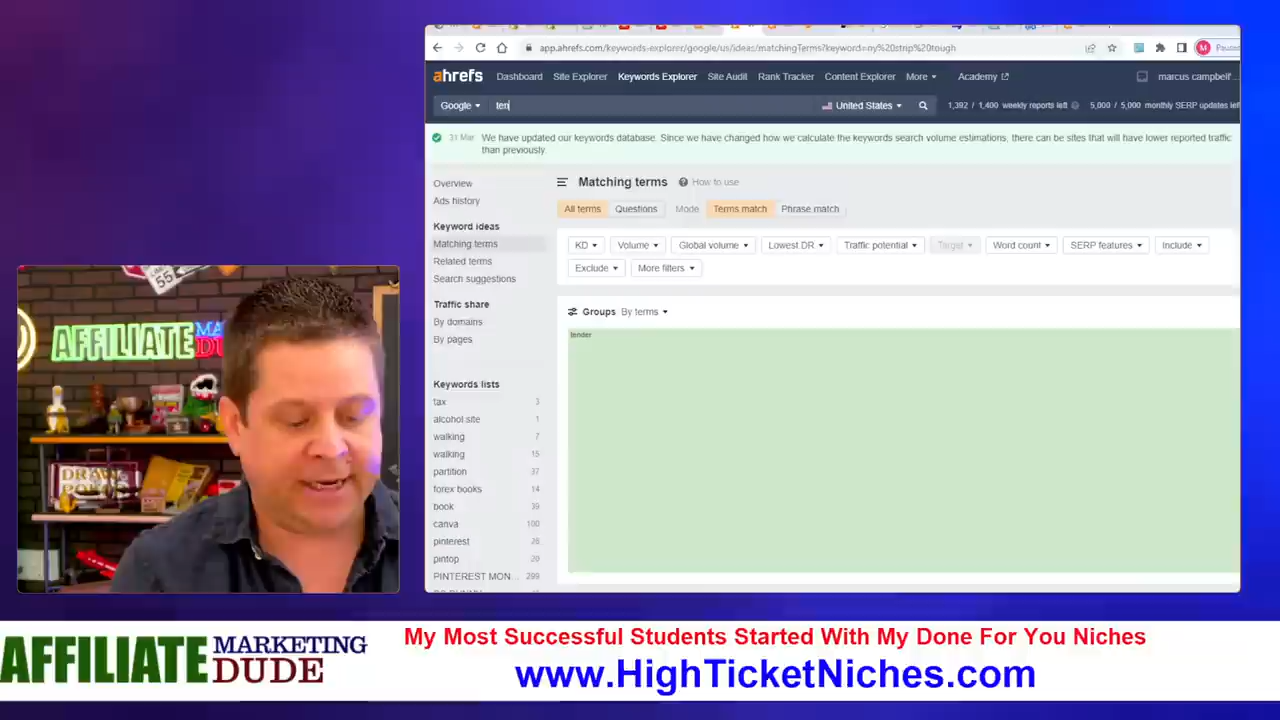 app.ahrefs.com/keywords-explorer/google/us/ideas/matchingTerms?keyword=ny%20strip%20tough
ahrefs Dashboard Site Explorer Keywords Explorer Site Audit Rank Tracker Content Explorer More Academy marcus campbell'...
Google ten United States 1,392 / 1,400 weekly reports left 5,000 / 5,000 monthly SERP updates left
31 Mar We have updated our keywords database. Since we have changed how we calculate the keywords search volume estimations, there can be sites that will have lower reported traffic
than previously.
Overview
Ads history
Keyword ideas
Matching terms
Related terms
Search suggestions
Traffic share
By domains
By pages
Keywords lists
tax 3
alcohol site 1
walking 7
walking 15
partition 37
forex books 14
book 39
canva 100
pinterest 26
pintop 20
PINTEREST MON... 299
Matching terms How to use
All terms Questions Mode Terms match Phrase match
KD Volume Global volume Lowest DR Traffic potential Target Word count SERP features Include
Exclude More filters
Groups By terms
tender
55
AFFILIATE MA
DU
DRAW
POKER
AFFILIATE MARKETING
DUDE
My Most Successful Students Started With My Done For You Niches
www.HighTicketNiches.com